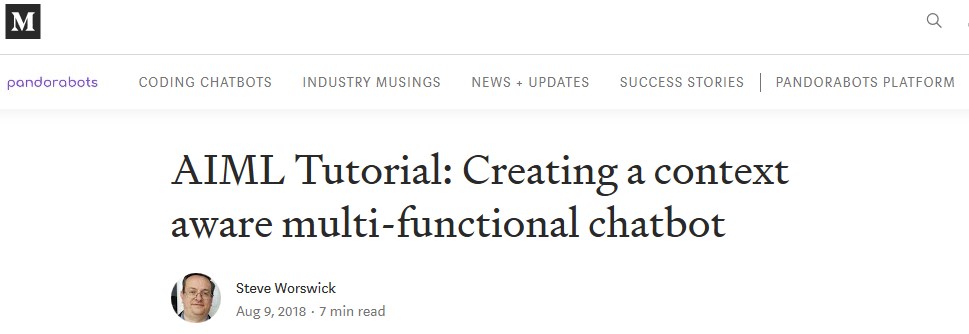 M
pandorabots CODING CHATBOTS INDUSTRY MUSINGS NEWS + UPDATES SUCCESS STORIES | PANDORABOTS PLATFORM
AIML Tutorial: Creating a context
aware multi-functional chatbot
Steve Worswick
Aug 9, 2018 · 7 min read